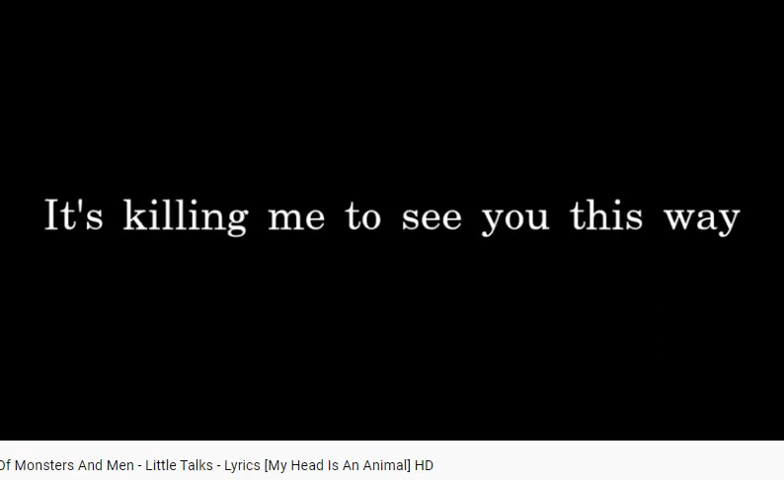 It's killing me to see you this way
Of Monsters And Men - Little Talks - Lyrics [My Head Is An Animal] HD